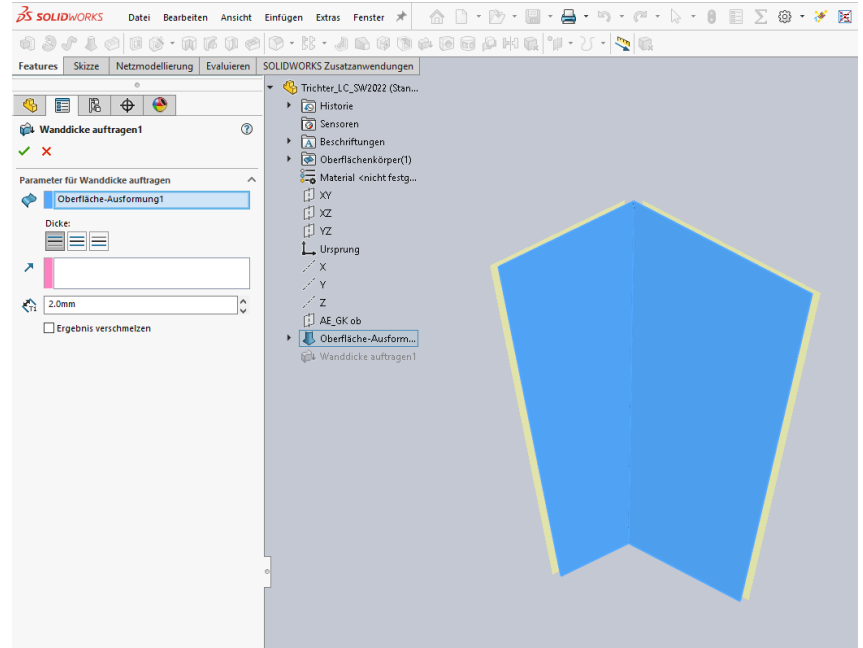 SOLIDWORKS Datei Bearbeiten Ansicht Einfügen Extras Fenster
Features Skizze Netzmodellierung Evaluieren SOLIDWORKS Zusatzanwendungen
Wanddicke auftragen1
Parameter für Wanddicke auftragen
Oberfläche-Ausformung1
Dicke:
T1
2.0mm
Ergebnis verschmelzen
Trichter_LC_SW2022 (Stan...
Historie
Sensoren
Beschriftungen
Oberflächenkörper(1)
Material <nicht festg...
XY
XZ
YZ
Ursprung
X
Y
Z
AE_GK ob
Oberfläche-Ausform...
Wanddicke auftragen1